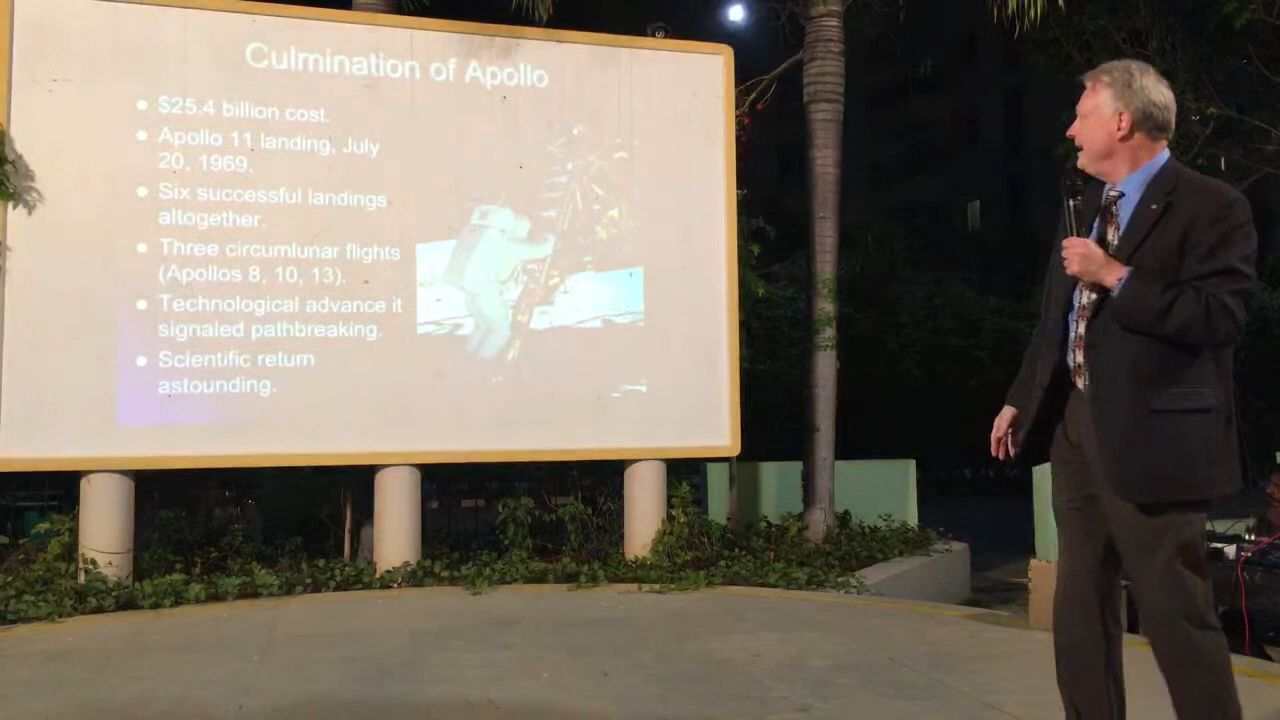 Culmination of Apollo
● $25.4 billion cost.
● Apollo 11 landing, July
20, 1969.
● Six successful landings
altogether.
● Three circumlunar flights
(Apollos 8, 10, 13).
● Technological advance it
signaled pathbreaking.
● Scientific return
astounding.